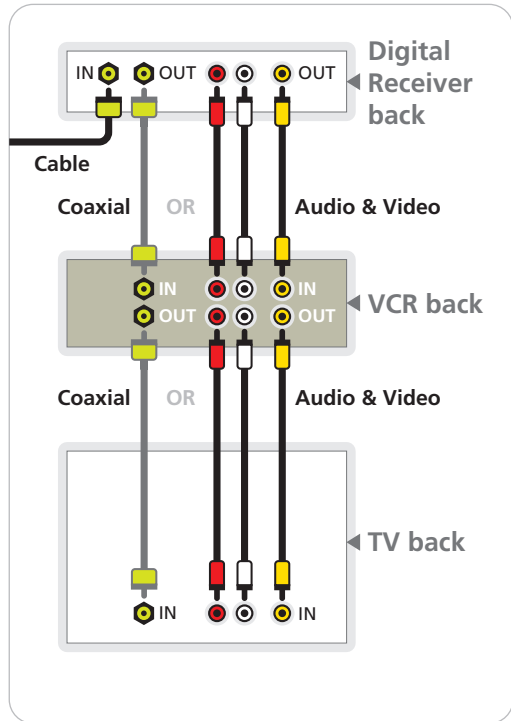 Digital
Receiver
back
IN OUT OUT
Cable
Coaxial OR Audio & Video
IN IN
VCR back
OUT OUT
Coaxial OR Audio & Video
TV back
IN IN